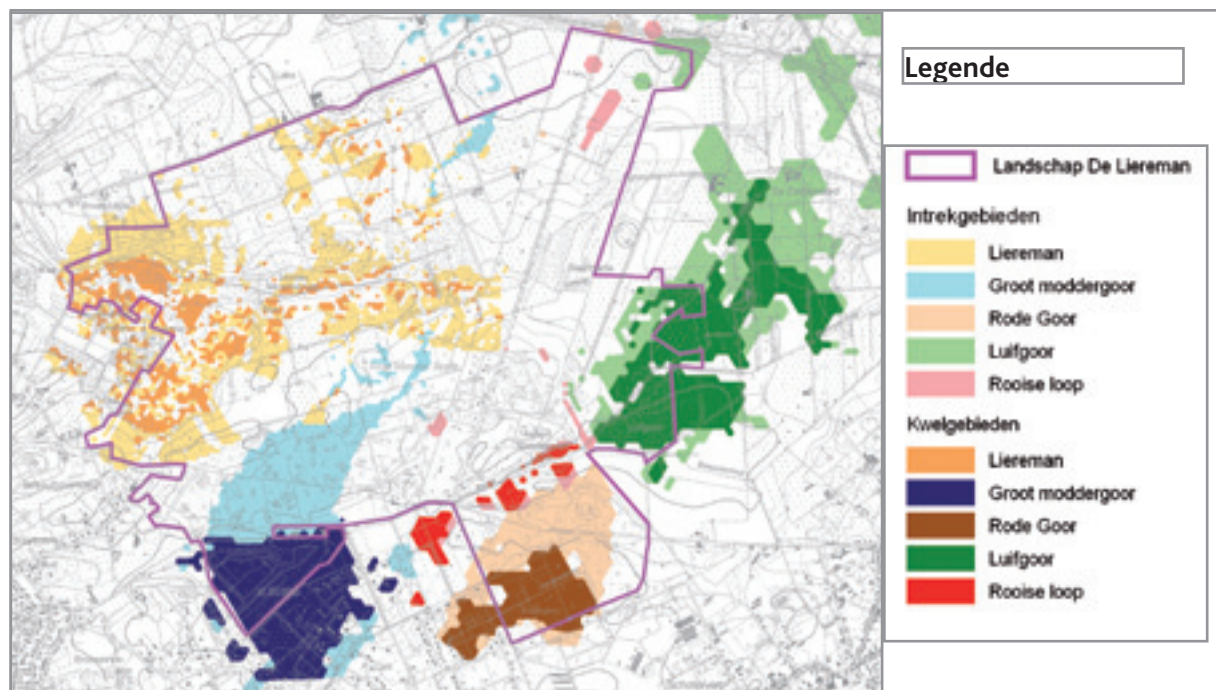 Legende
Landschap De Liereman
Intrekgebieden
Liereman
Groot moddergoor
Rode Goor
Luifgoor
Rooise loop
Kwelgebieden
Liereman
Groot moddergoor
Rode Goor
Luifgoor
Rooise loop